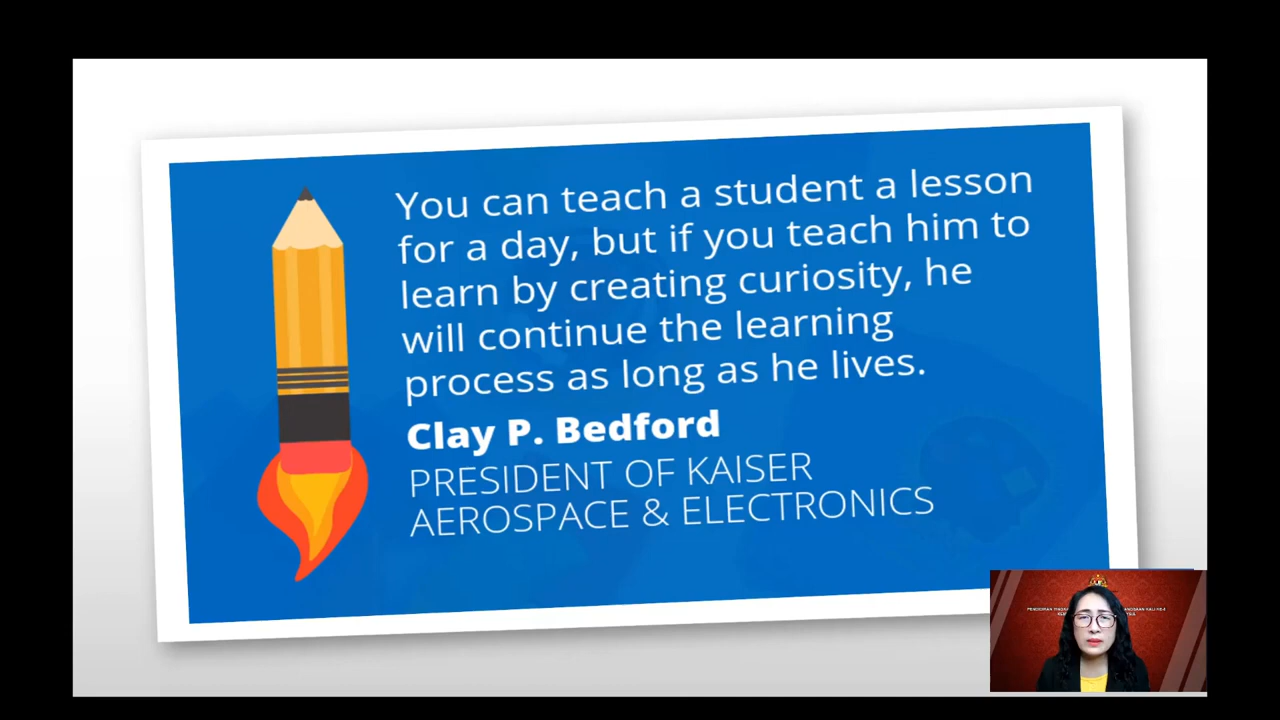 You can teach a student a lesson
for a day, but if you teach him to
learn by creating curiosity, he
will continue the learning
process as long as he lives.
Clay P. Bedford
PRESIDENT OF KAISER
AEROSPACE & ELECTRONICS